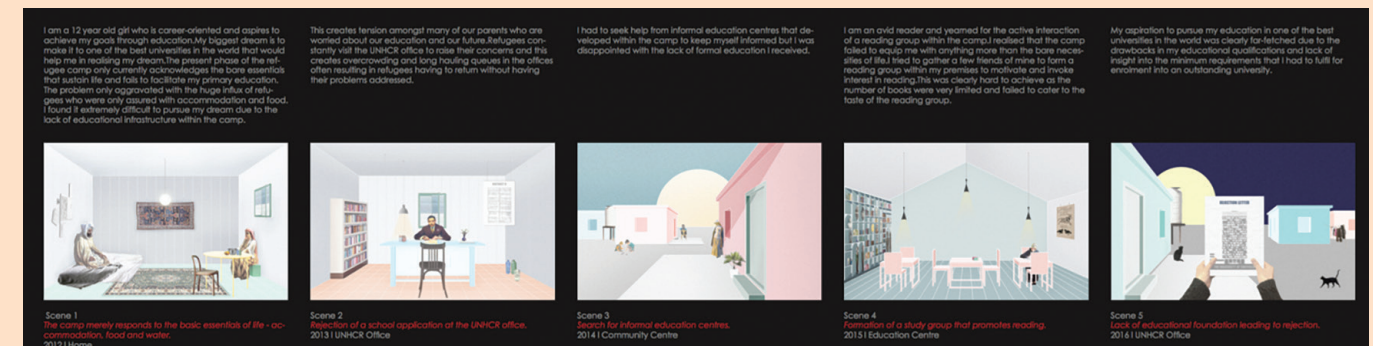 I am a 12 year old girl who is career-oriented and aspires to
achieve my goals through education.My biggest dream is to
make it to one of the best universities in the world that would
help me in realising my dream.The present phase of the ref-
ugee camp only currently acknowledges the bare essentials
that sustain life and fails to facilitate my primary education.
The problem only aggravated with the huge influx of refu-
gees who were only assured with accommodation and food.
I found it extremely difficult to pursue my dream due to the
lack of educational infrastructure within the camp.
This creates tension amongst many of our parents who are
worried about our education and our future.Refugees con-
stantly visit the UNHCR office to raise their concerns and this
creates overcrowding and long hauling queues in the offices
often resulting in refugees having to return without having
their problems addressed.
I had to seek help from informal education centres that de-
veloped within the camp to keep myself informed but I was
disappointed with the lack of formal education I received.
I am an avid reader and yearned for the active interaction
of a reading group within the camp.I realised that the camp
failed to equip me with anything more than the bare neces-
sities of life.I tried to gather a few friends of mine to form a
reading group within my premises to motivate and invoke
interest in reading.This was clearly hard to achieve as the
number of books were very limited and failed to cater to the
taste of the reading group.
My aspiration to pursue my education in one of the best
universities in the world was clearly far-fetched due to the
drawbacks in my educational qualifications and lack of
insight into the minimum requirements that I had to fulfil for
enrolment into an outstanding university.
REJECTION LETTER
Scene 1
The camp merely responds to the basic essentials of life - ac-
commodation, food and water.
2012 I Home
Scene 2
Rejection of a school application at the UNHCR office.
2013 I UNHCR Office
Scene 3
Search for informal education centres.
2014 I Community Centre
Scene 4
Formation of a study group that promotes reading.
2015 I Education Centre
Scene 5
Lack of educational foundation leading to rejection.
2016 I UNHCR Office